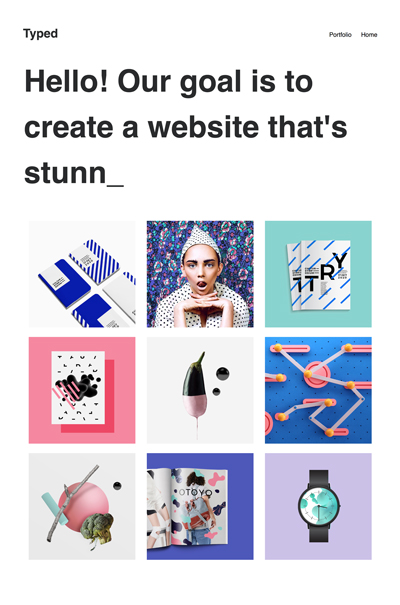 Typed
Portfolio Home
Hello! Our goal is to
create a website that's
stunn_
TRY
OTOYO